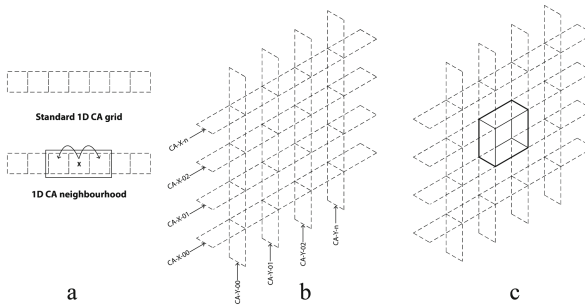 Standard 1D CA grid
x
1D CA neighbourhood
a
CA-X-n
CA-X-02
CA-X-01
CA-X-00
CA-Y-00
CA-Y-01
CA-Y-02
CA-Y-n
b
c